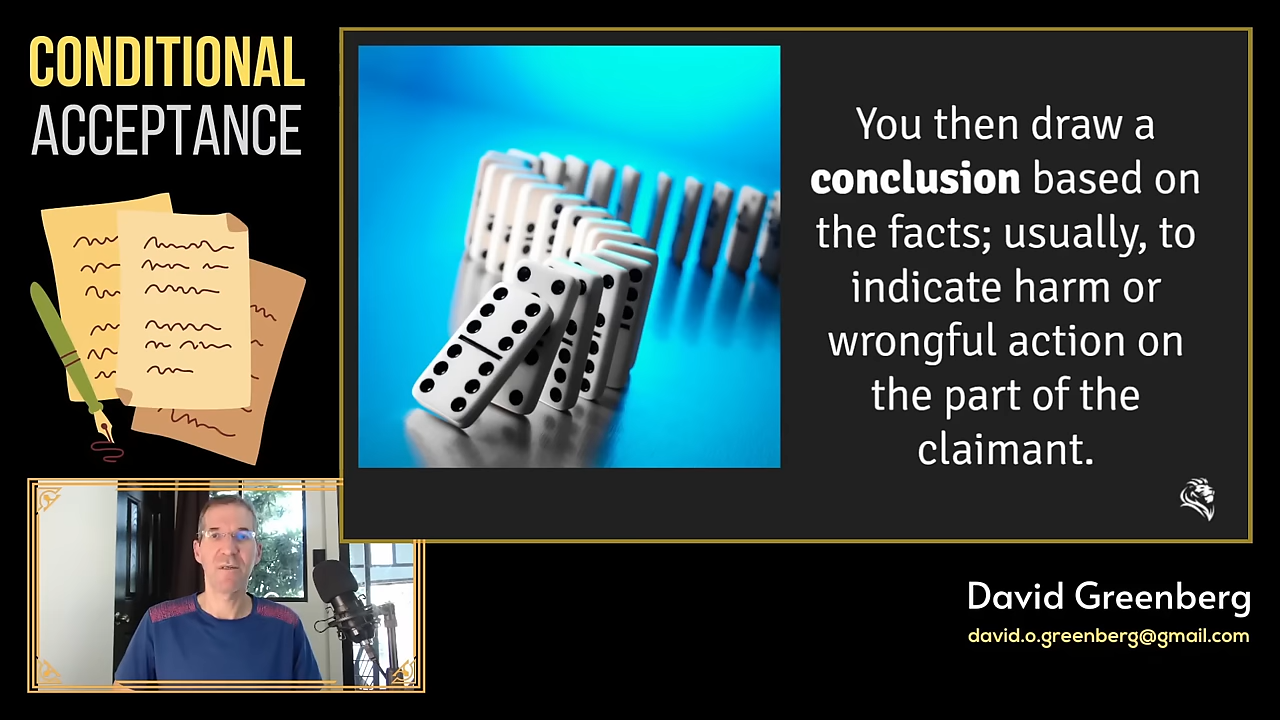 CONDITIONAL
ACCEPTANCE
You then draw a
conclusion based on
the facts; usually, to
indicate harm or
wrongful action on
the part of the
claimant.
David Greenberg
david.o.greenberg@gmail.com